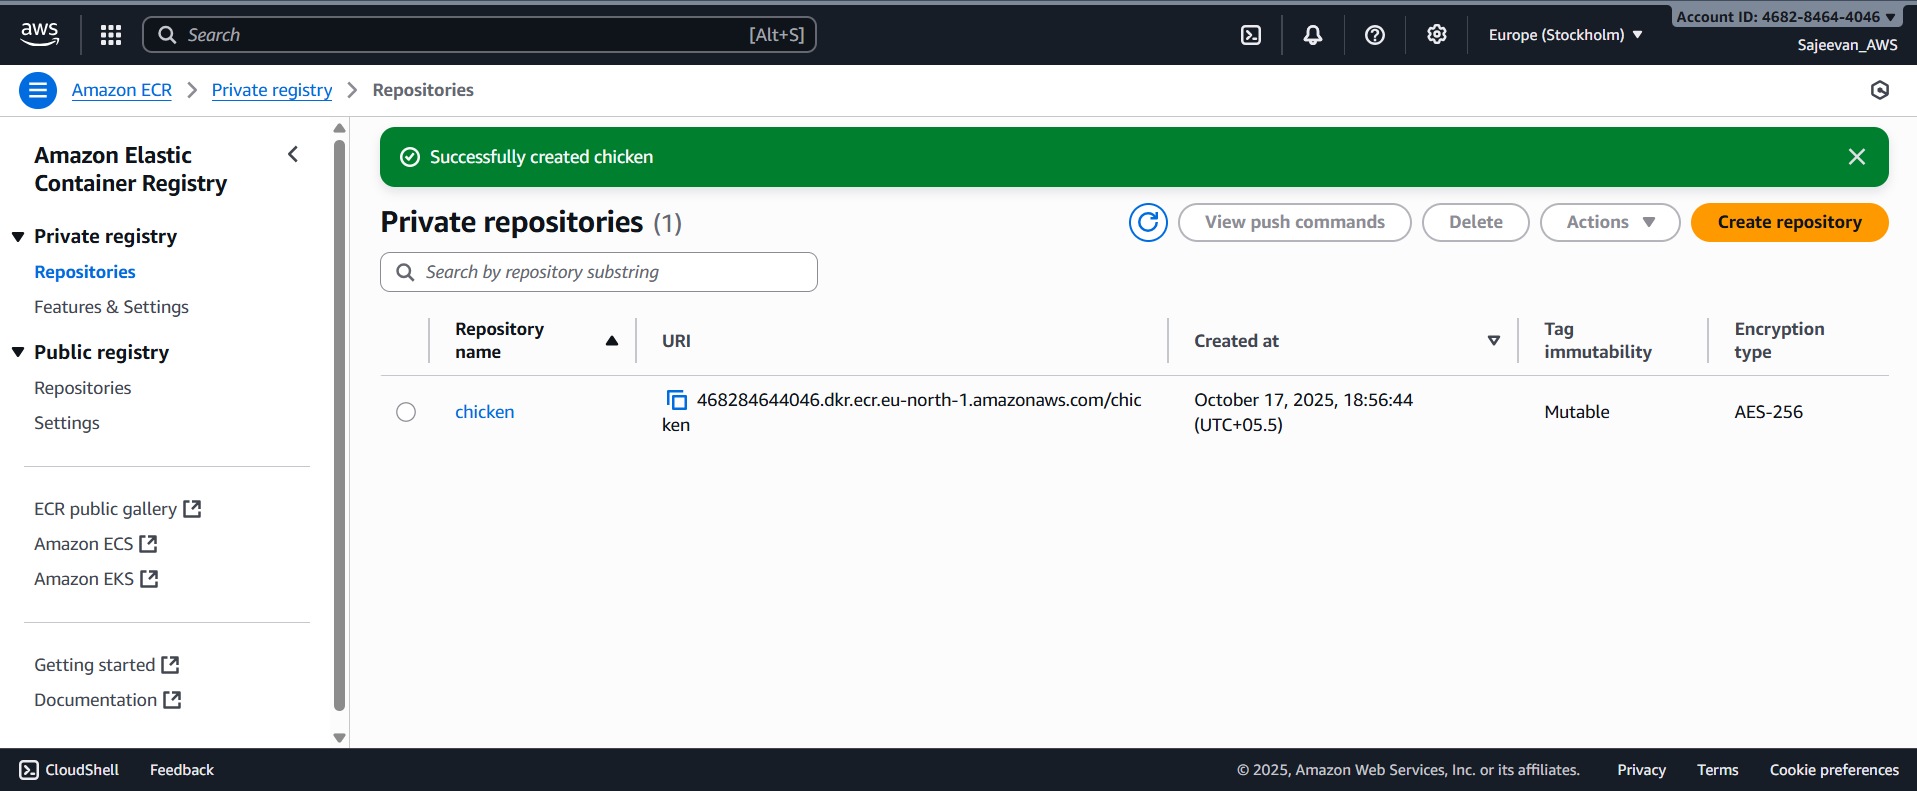 aws
Search
[Alt+S]
Europe (Stockholm)
Account ID: 4682-8464-4046
Sajeevan_AWS
Amazon ECR
Private registry
Repositories
Amazon Elastic
Container Registry
Private registry
Repositories
Features & Settings
Public registry
Repositories
Settings
ECR public gallery
Amazon ECS
Amazon EKS
Getting started
Documentation
Successfully created chicken
Private repositories (1)
View push commands
Delete
Actions
Create repository
Search by repository substring
Repository
name
URI
Created at
Tag
immutability
Encryption
type
chicken
468284644046.dkr.ecr.eu-north-1.amazonaws.com/chic
ken
October 17, 2025, 18:56:44
(UTC+05.5)
Mutable
AES-256
CloudShell
Feedback
© 2025, Amazon Web Services, Inc. or its affiliates.
Privacy
Terms
Cookie preferences